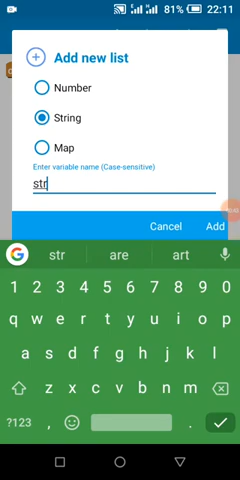 81% 22:11
Add new list
Number
String
Map
Enter variable name (Case-sensitive)
str
Cancel Add
G str are art
1 2 3 4 5 6 7 8 9 0
q w e r t y u i o p
a s d f g h j k l
z x c v b n m
?123 , .